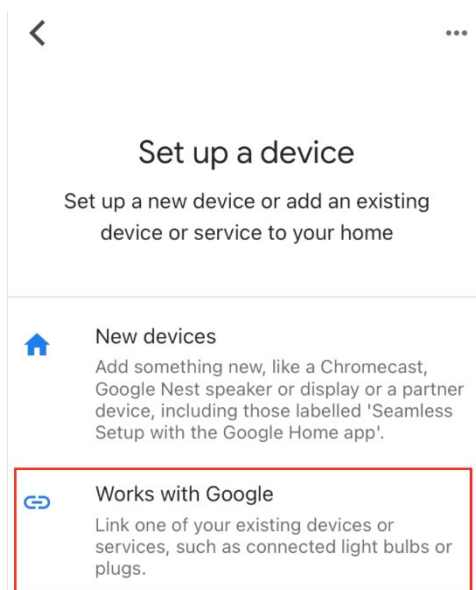 Set up a device
Set up a new device or add an existing
device or service to your home
New devices
Add something new, like a Chromecast,
Google Nest speaker or display or a partner
device, including those labelled 'Seamless
Setup with the Google Home app'.
Works with Google
Link one of your existing devices or
services, such as connected light bulbs or
plugs.